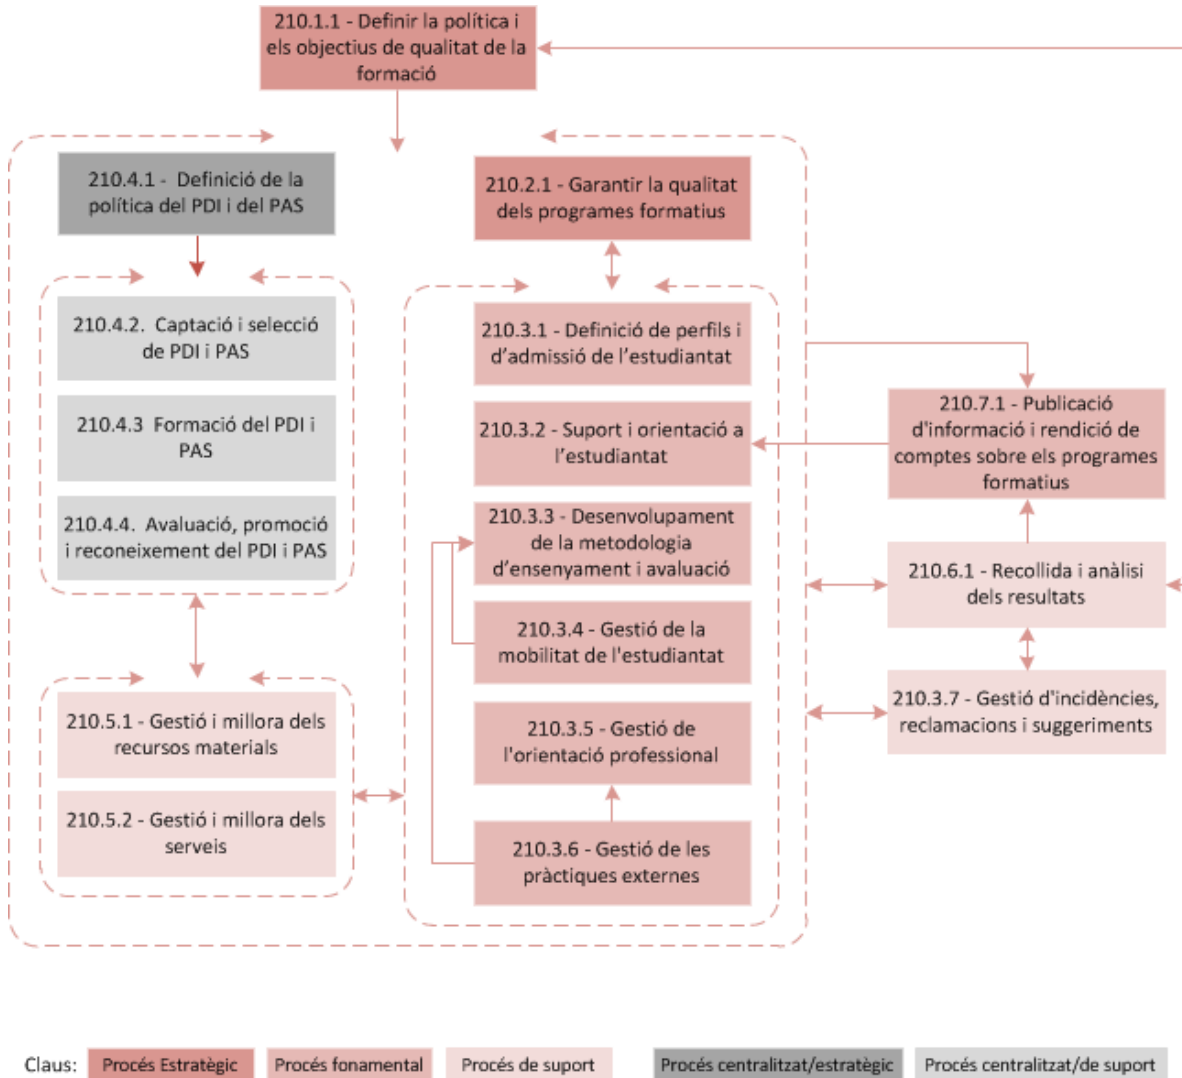 210.1.1 - Definir la política i
els objectius de qualitat de la
formació
210.4.1 - Definició de la
política del PDI i del PAS
210.4.2. Captació i selecció
de PDI i PAS
210.4.3 Formació del PDI i
PAS
210.4.4. Avaluació, promoció
i reconeixement del PDI i PAS
210.5.1 - Gestió i millora dels
recursos materials
210.5.2 - Gestió i millora dels
serveis
210.2.1 - Garantir la qualitat
dels programes formatius
210.3.1 - Definició de perfils i
d’admissió de l’estudiantat
210.3.2 - Suport i orientació a
l’estudiantat
210.3.3 - Desenvolupament
de la metodologia
d’ensenyament i avaluació
210.3.4 - Gestió de la
mobilitat de l'estudiantat
210.3.5 - Gestió de
l'orientació professional
210.3.6 - Gestió de les
pràctiques externes
210.7.1 - Publicació
d'informació i rendició de
comptes sobre els programes
formatius
210.6.1 - Recollida i anàlisi
dels resultats
210.3.7 - Gestió d'incidències,
reclamacions i suggeriments
Claus: Procés Estratègic Procés fonamental Procés de suport Procés centralitzat/estratègic Procés centralitzat/de suport